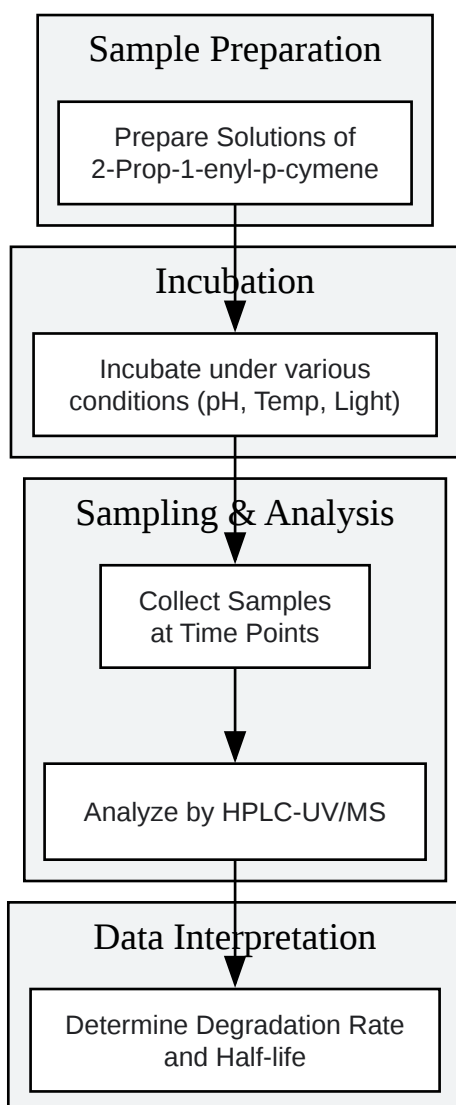 Sample Preparation
Prepare Solutions of
2-Prop-1-enyl-p-cymene
Incubation
Incubate under various
conditions (pH, Temp, Light)
Sampling & Analysis
Collect Samples
at Time Points
Analyze by HPLC-UV/MS
Data Interpretation
Determine Degradation Rate
and Half-life